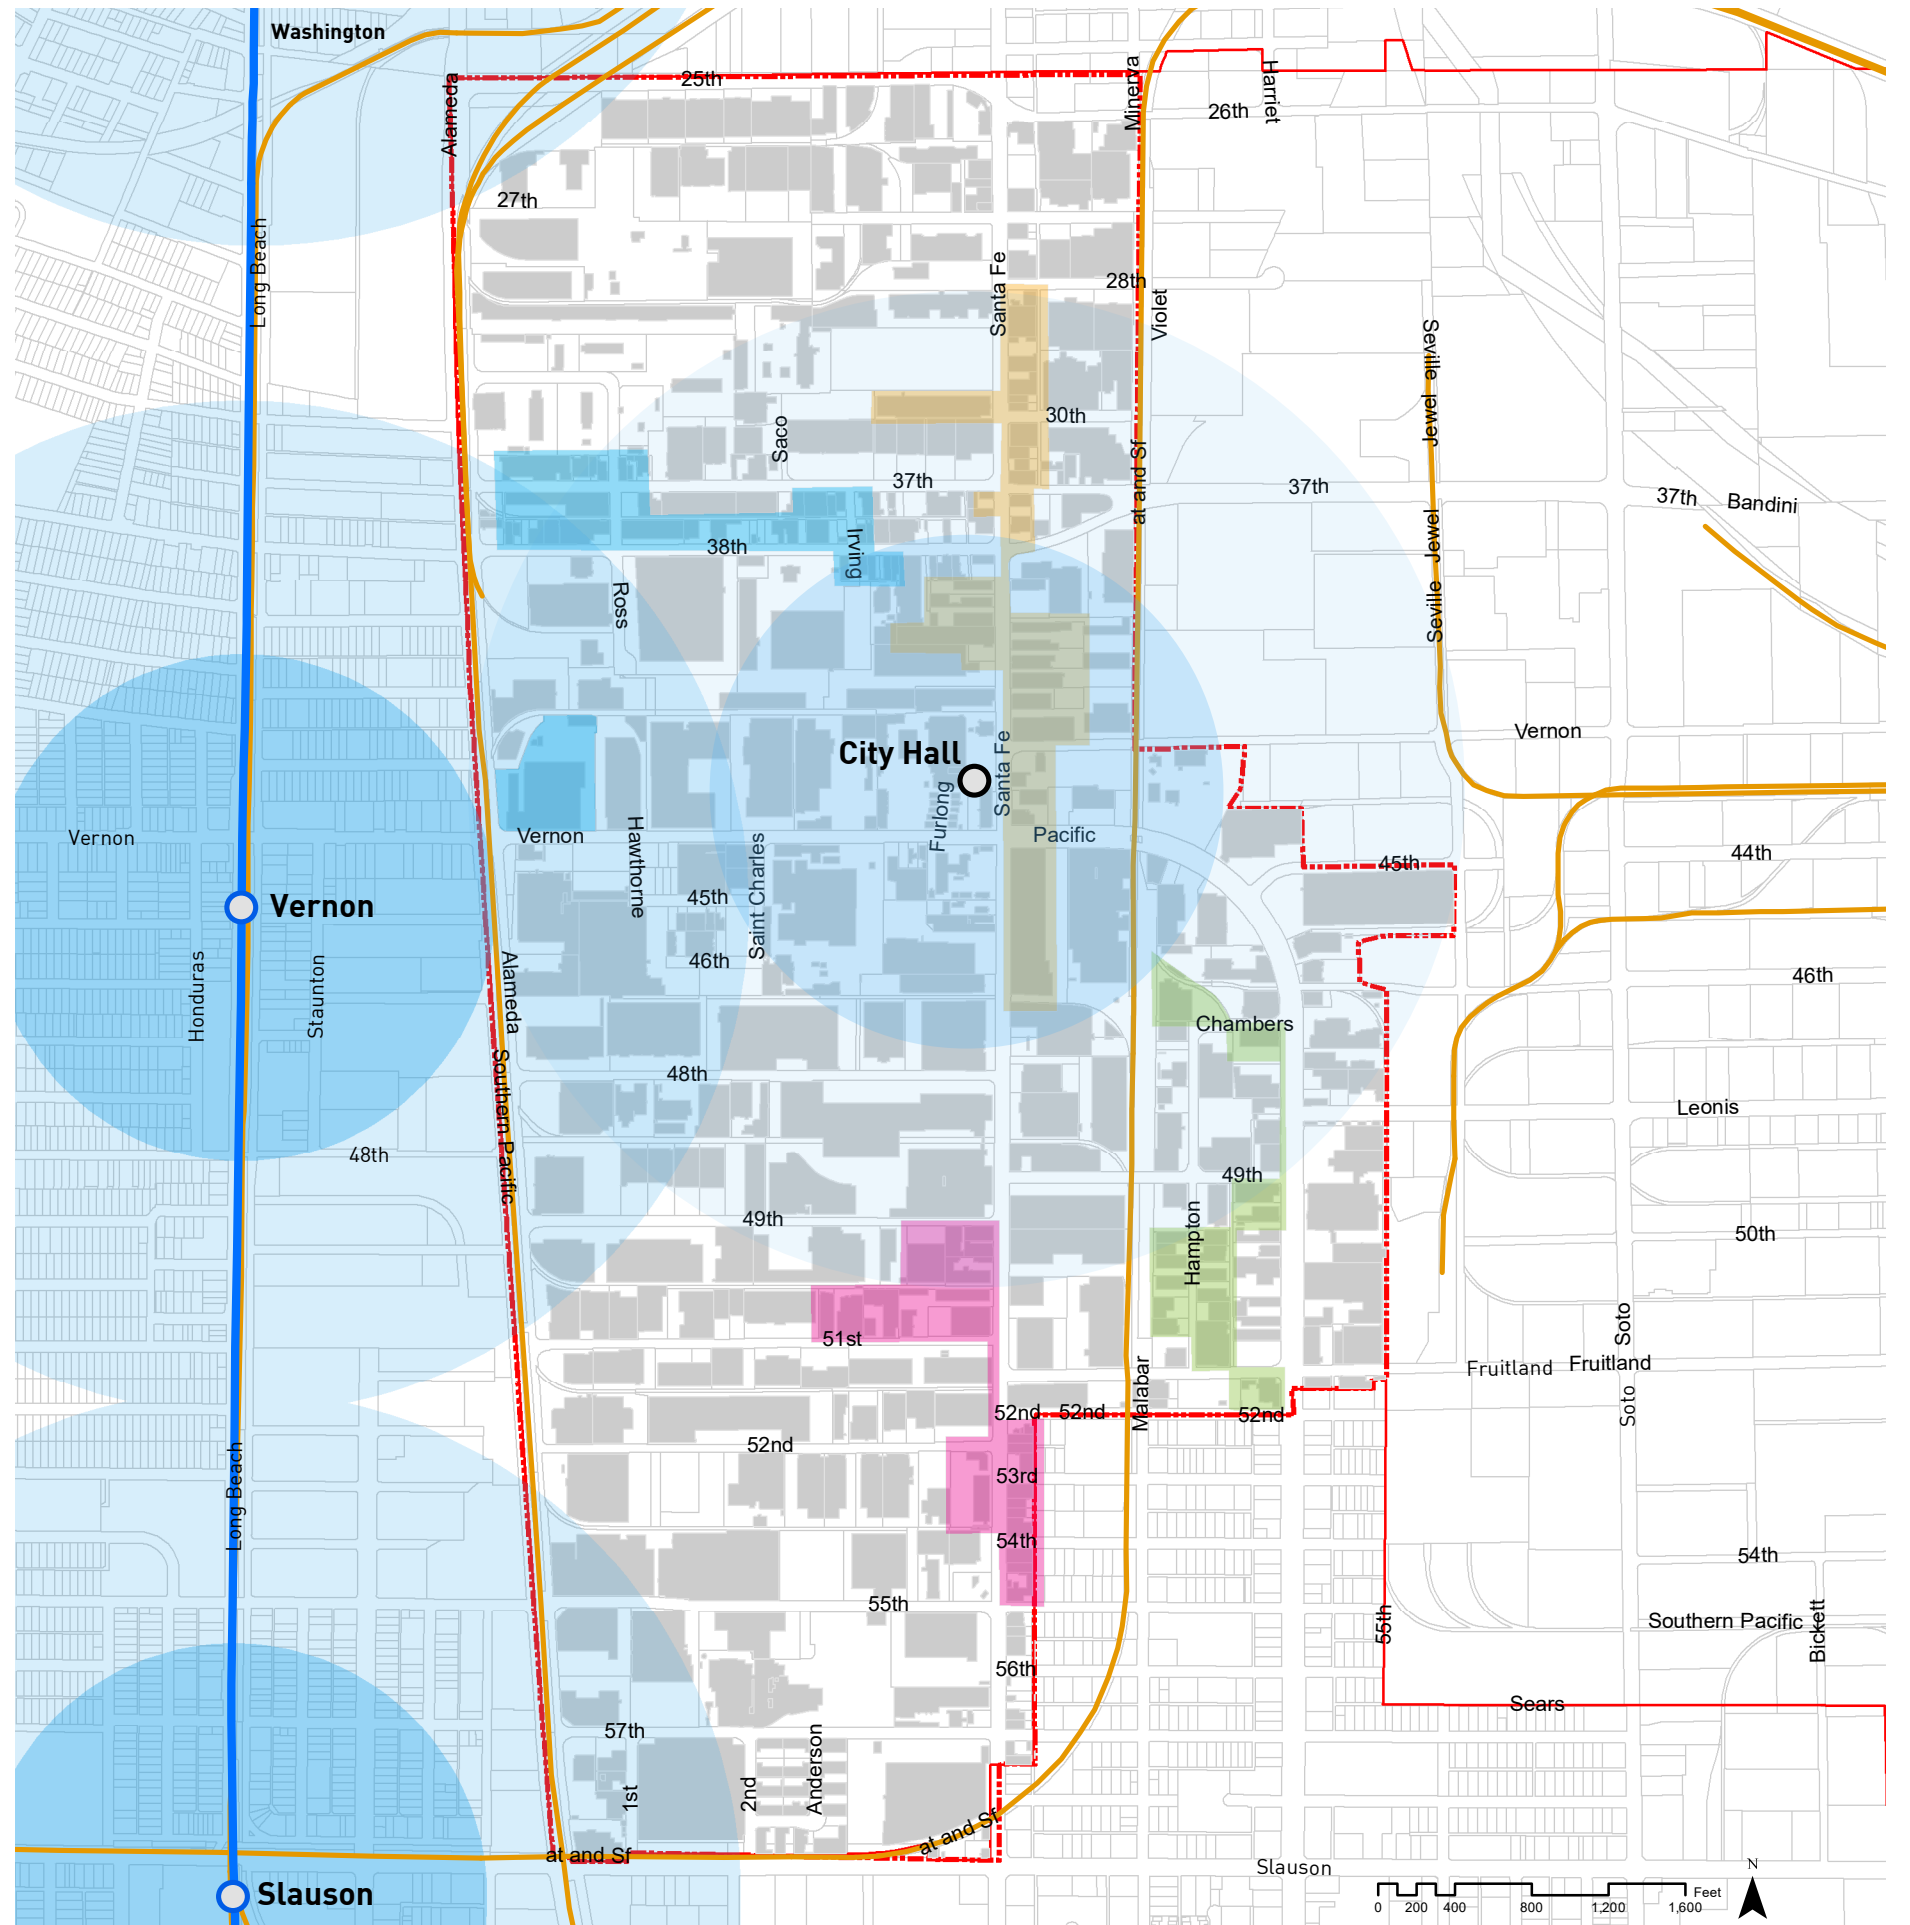 Washington
25th
Alameda
Minerva
Harriet
26th
27th
Long Beach
Santa Fe
28th
Violet
Seville
Jewel
Saco
30th
at and Sf
37th
37th
37th
Bandini
38th
Irving
Jewel
Seville
Ross
Vernon
City Hall
Santa Fe
Furlong
Pacific
Vernon
Vernon
Hawthorne
Saint Charles
45th
44th
45th
Vernon
46th
46th
Honduras
Staunton
Alameda
Chambers
48th
Southern Pacific
Leonis
48th
49th
49th
Hampton
50th
51st
Soto
Fruitland
Fruitland
Malabar
Soto
52nd
52nd
52nd
52nd
Long Beach
53rd
54th
54th
55th
55th
Southern Pacific
Bickett
56th
Sears
57th
1st
2nd
Anderson
at and Sf
at and Sf
Slauson
Slauson
N
Feet
0 200 400 800 1,200 1,600